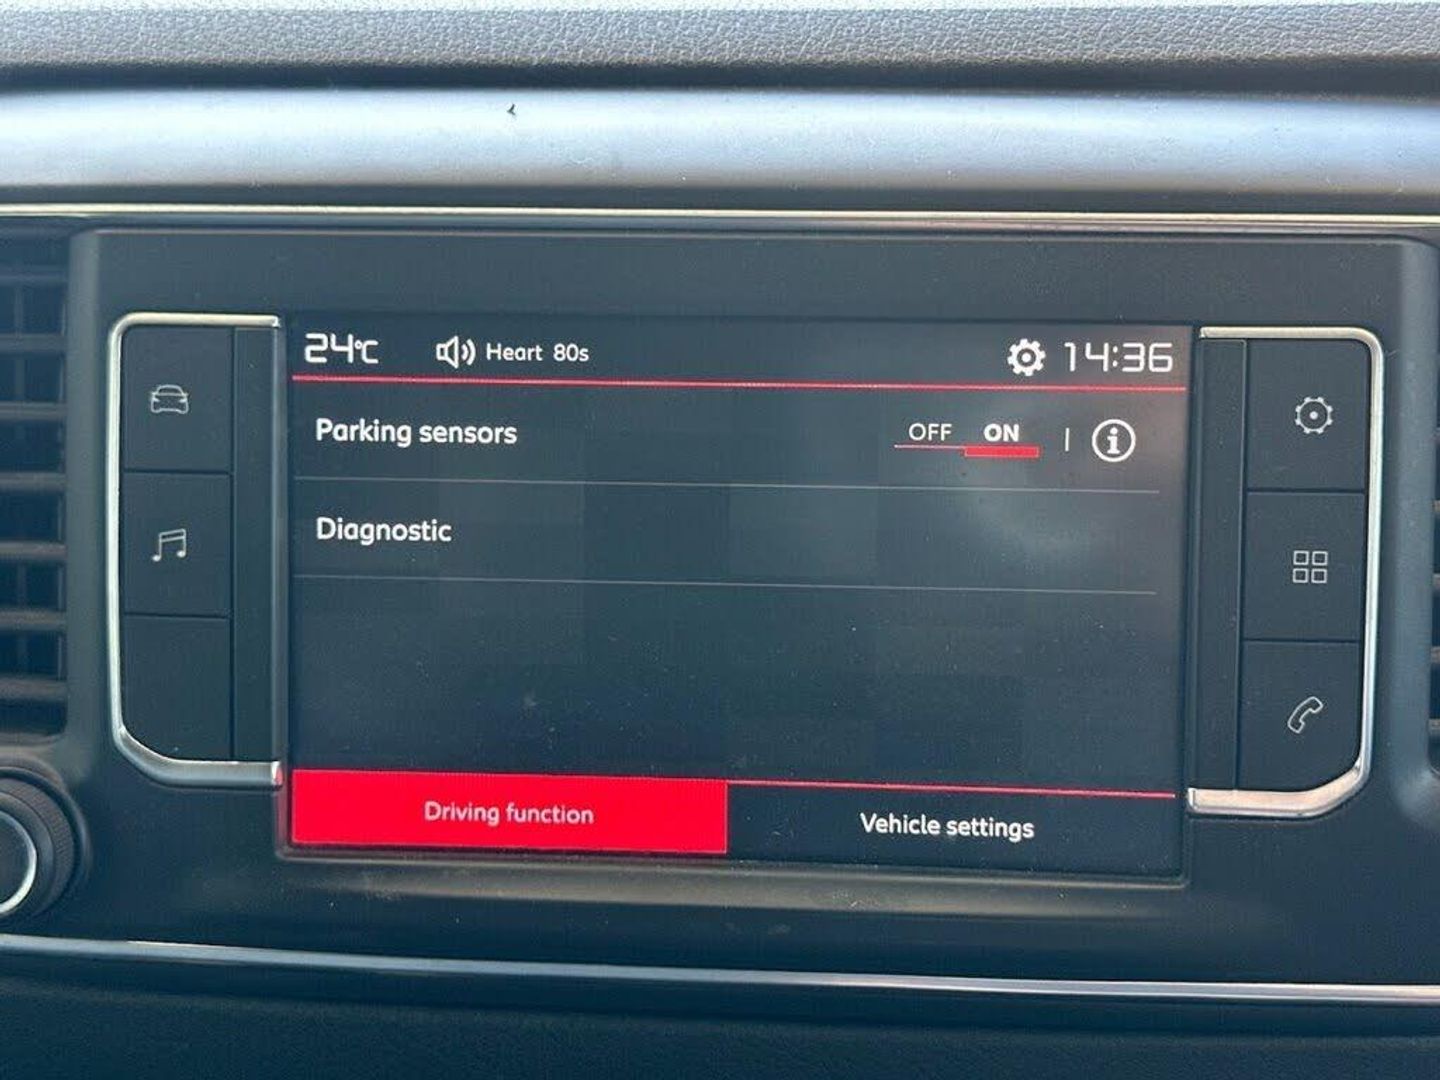 24°C Heart 80s 14:36
Parking sensors OFF ON
Diagnostic
Driving function Vehicle settings